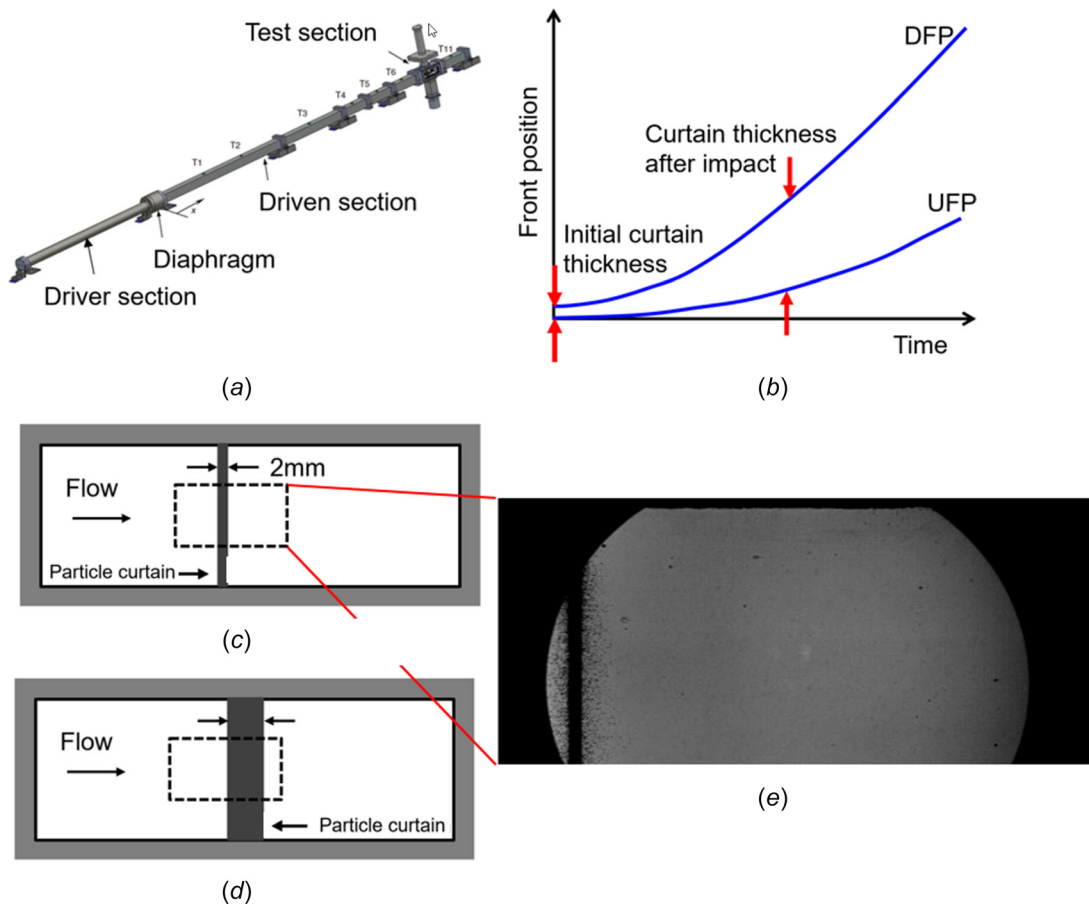 Test section
T11
T6
T5
T4
T3
T2
T1
x
Driven section
Diaphragm
Driver section
(a)
Front position
DFP
Curtain thickness
after impact
UFP
Initial curtain
thickness
Time
(b)
2mm
Flow
Particle curtain
(c)
Flow
Particle curtain
(d)
(e)